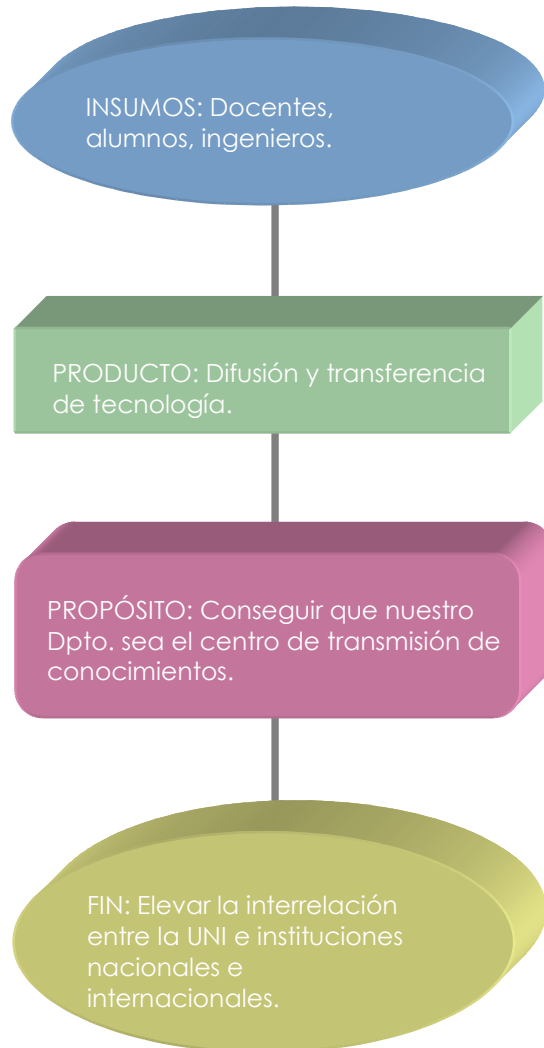 INSUMOS: Docentes,
alumnos, ingenieros.
PRODUCTO: Difusión y transferencia
de tecnología.
PROPÓSITO: Conseguir que nuestro
Dpto. sea el centro de transmisión de
conocimientos.
FIN: Elevar la interrelación
entre la UNI e instituciones
nacionales e
internacionales.